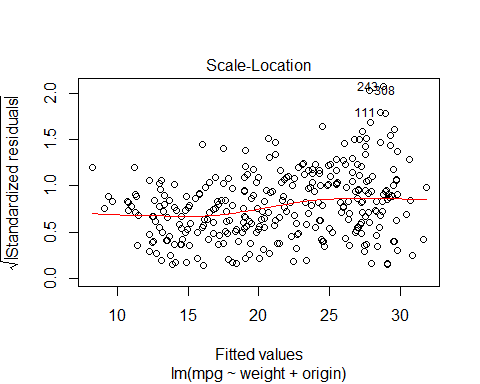 Scale-Location
√|Standardized residuals|
0.0 0.5 1.0 1.5 2.0
243
308
111
10 15 20 25 30
Fitted values
lm(mpg ~ weight + origin)